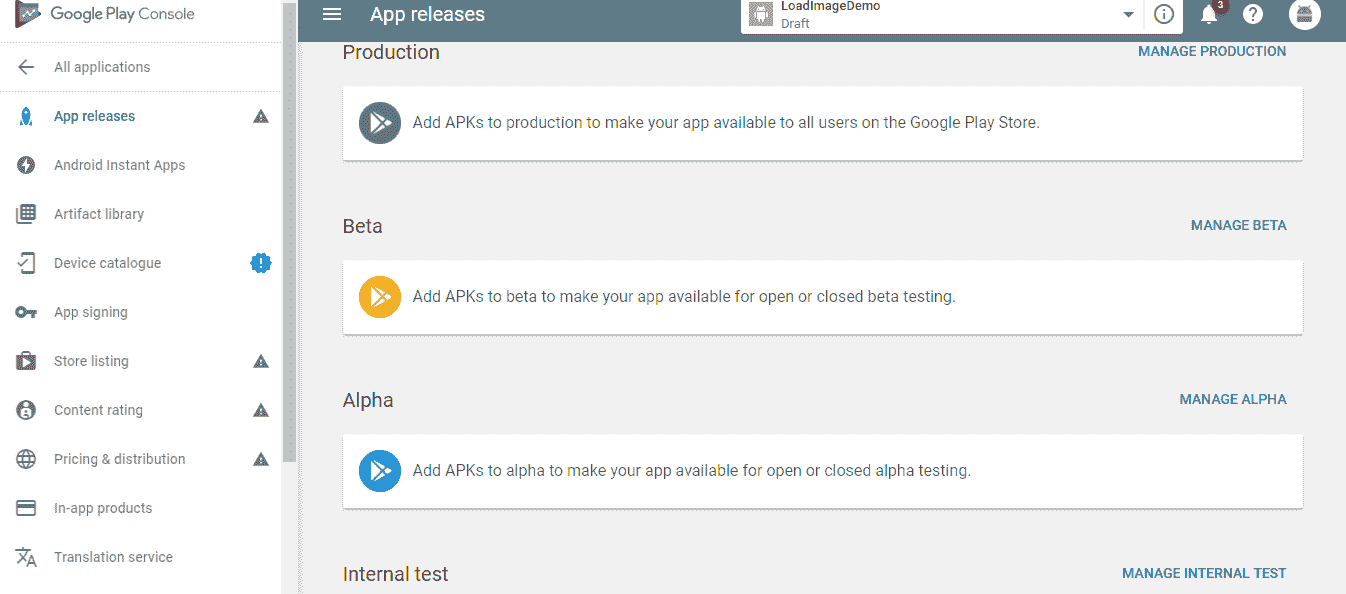 Google Play Console
All applications
App releases
Android Instant Apps
Artifact library
Device catalogue
App signing
Store listing
Content rating
Pricing & distribution
In-app products
Translation service
App releases
LoadImageDemo
Draft
3
Production
MANAGE PRODUCTION
Add APKs to production to make your app available to all users on the Google Play Store.
Beta
MANAGE BETA
Add APKs to beta to make your app available for open or closed beta testing.
Alpha
MANAGE ALPHA
Add APKs to alpha to make your app available for open or closed alpha testing.
Internal test
MANAGE INTERNAL TEST